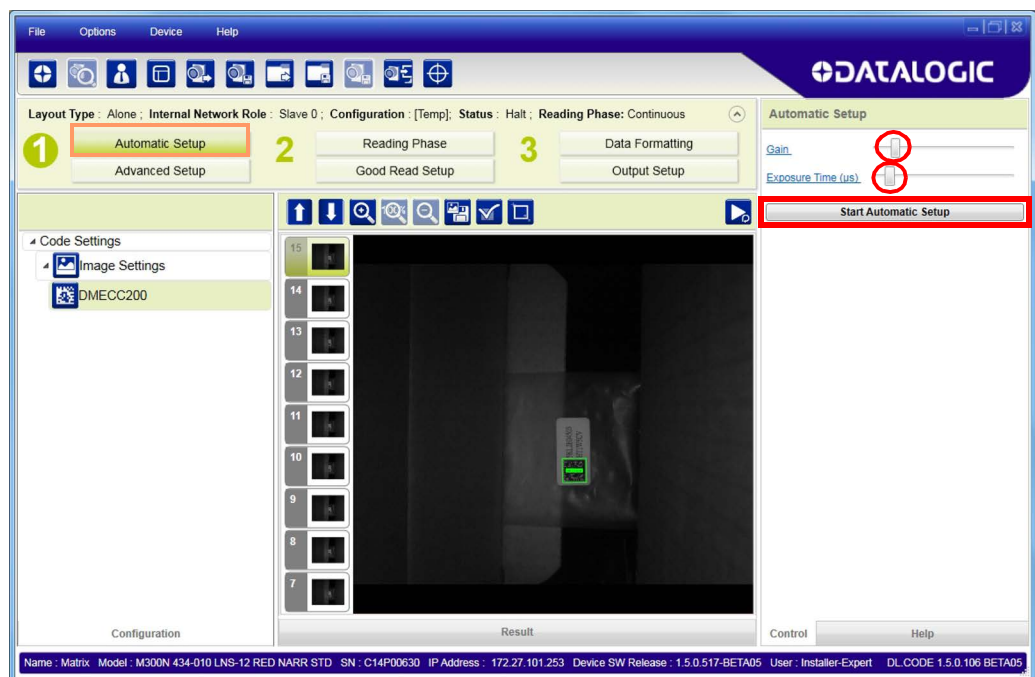 File Options Device Help
DATALOGIC
Layout Type : Alone ; Internal Network Role : Slave 0 ; Configuration : [Temp]; Status : Halt ; Reading Phase: Continuous
Automatic Setup
1 Automatic Setup 2 Reading Phase 3 Data Formatting
Advanced Setup Good Read Setup Output Setup
Gain
Exposure Time (µs)
Start Automatic Setup
Code Settings
Image Settings
DMECC200
15
14
13
12
11
10
9
8
7
Configuration Result Control Help
Name : Matrix Model : M300N 434-010 LNS-12 RED NARR STD SN : C14P00630 IP Address : 172.27.101.253 Device SW Release : 1.5.0.517-BETA05 User : Installer-Expert DL.CODE 1.5.0.106 BETA05